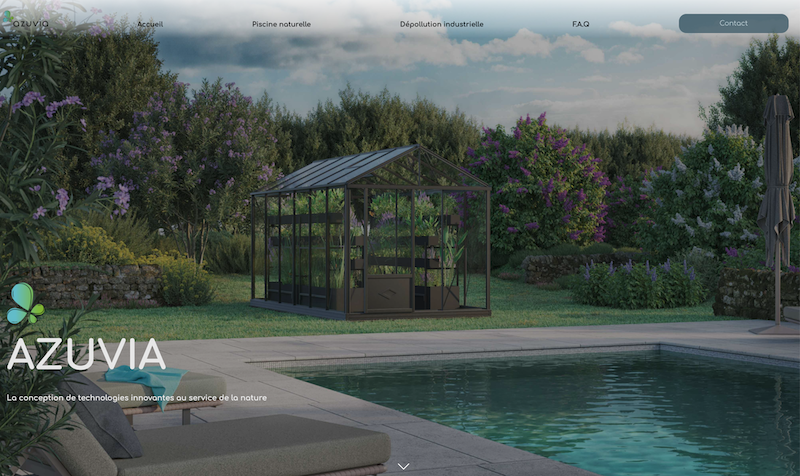 AZUVIA
Accueil
Piscine naturelle
Dépollution industrielle
F.A.Q
Contact
AZUVIA
La conception de technologies innovantes au service de la nature